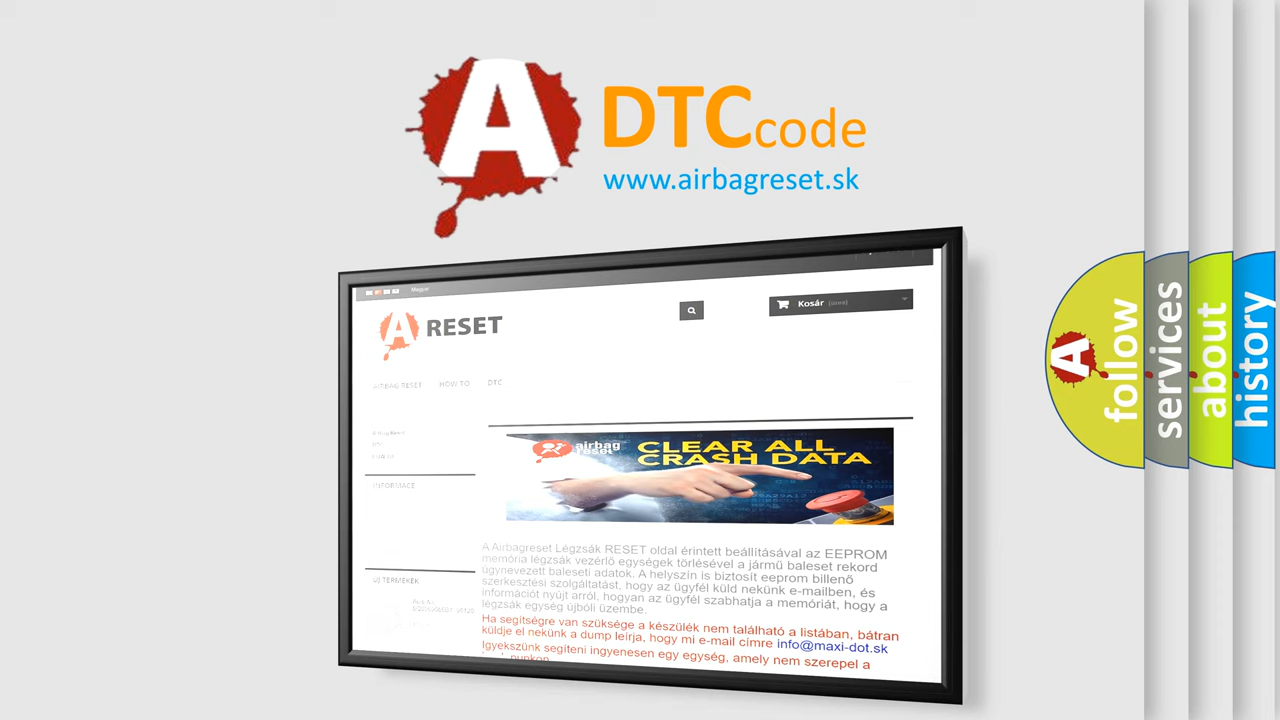 A DTC code
www.airbagreset.sk
Magyar
A RESET
Kosár (üres)
AIRBAG RESET HOW TO DTC
INFORMACE
airbag
reset
CLEAR ALL
CRASH DATA
A Airbagreset Légzsák RESET oldal érintett beállításával az EEPROM
memória légzsák vezérlő egységek törlésével a jármű baleset rekord
úgynevezett baleseti adatok. A helyszín is biztosít eeprom billenő
szerkesztési szolgáltatást, hogy az ügyfél küld nekünk e-mailben, és
információt nyújt arról, hogyan az ügyfél szabhatja a memóriát, hogy a
légzsák egység újbóli üzembe.
Ha segítségre van szüksége a készülék nem található a listában, bátran
küldje el nekünk a dump leírja, hogy mi e-mail címre info@maxi-dot.sk
Igyekszünk segíteni ingyenesen egy egység, amely nem szerepel a
ÚJ TERMÉKEK
A follow
services
about
history